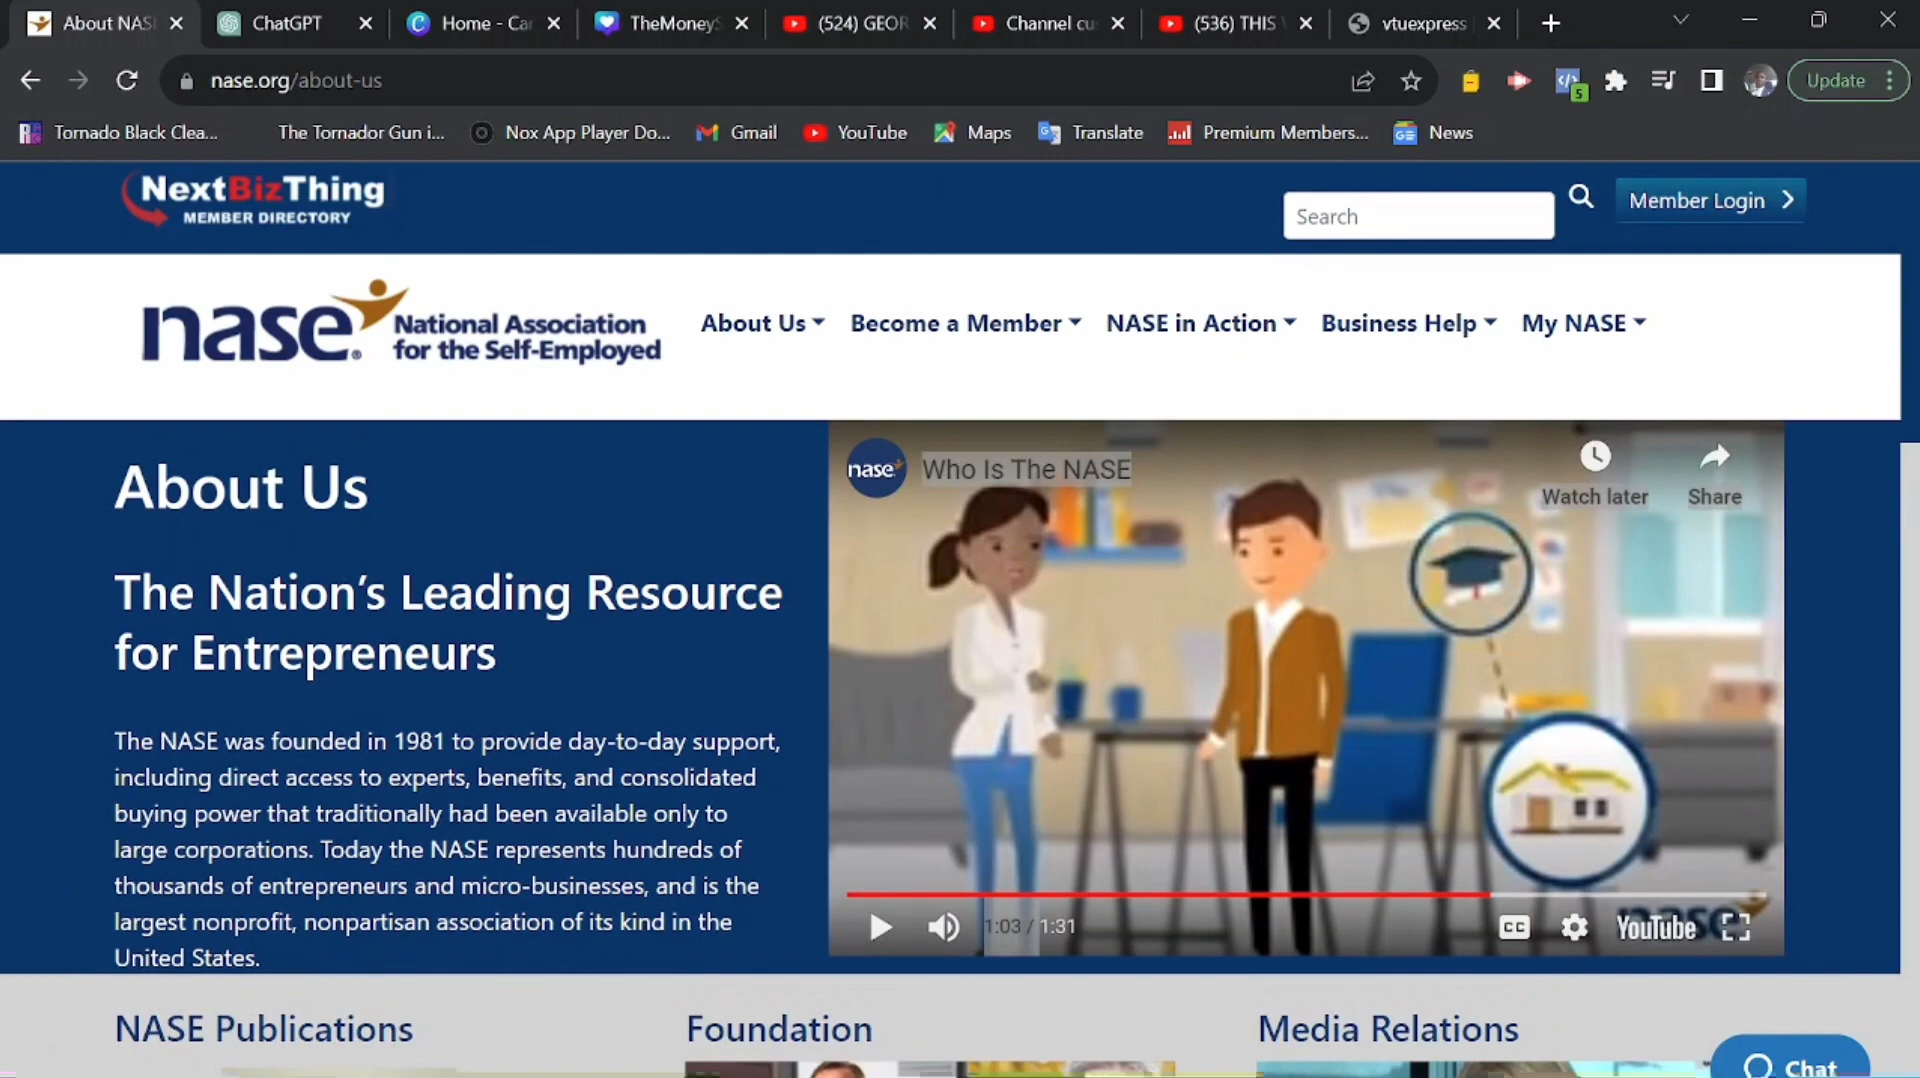 About NAS
ChatGPT
Home - Ca
TheMoneyS
(524) GEOR
Channel cu
(536) THIS
vtuexpress
nase.org/about-us
5
Update
Tornado Black Clea...
The Tornador Gun i...
Nox App Player Do...
Gmail
YouTube
Maps
Translate
Premium Members...
News
NextBizThing
MEMBER DIRECTORY
Search
Member Login
nase
National Association
for the Self-Employed
About Us
Become a Member
NASE in Action
Business Help
My NASE
About Us
The Nation's Leading Resource
for Entrepreneurs
The NASE was founded in 1981 to provide day-to-day support,
including direct access to experts, benefits, and consolidated
buying power that traditionally had been available only to
large corporations. Today the NASE represents hundreds of
thousands of entrepreneurs and micro-businesses, and is the
largest nonprofit, nonpartisan association of its kind in the
United States.
nase
Who Is The NASE
Watch later
Share
1:03 / 1:31
CC
YouTube
nase
NASE Publications
Foundation
Media Relations
Chat